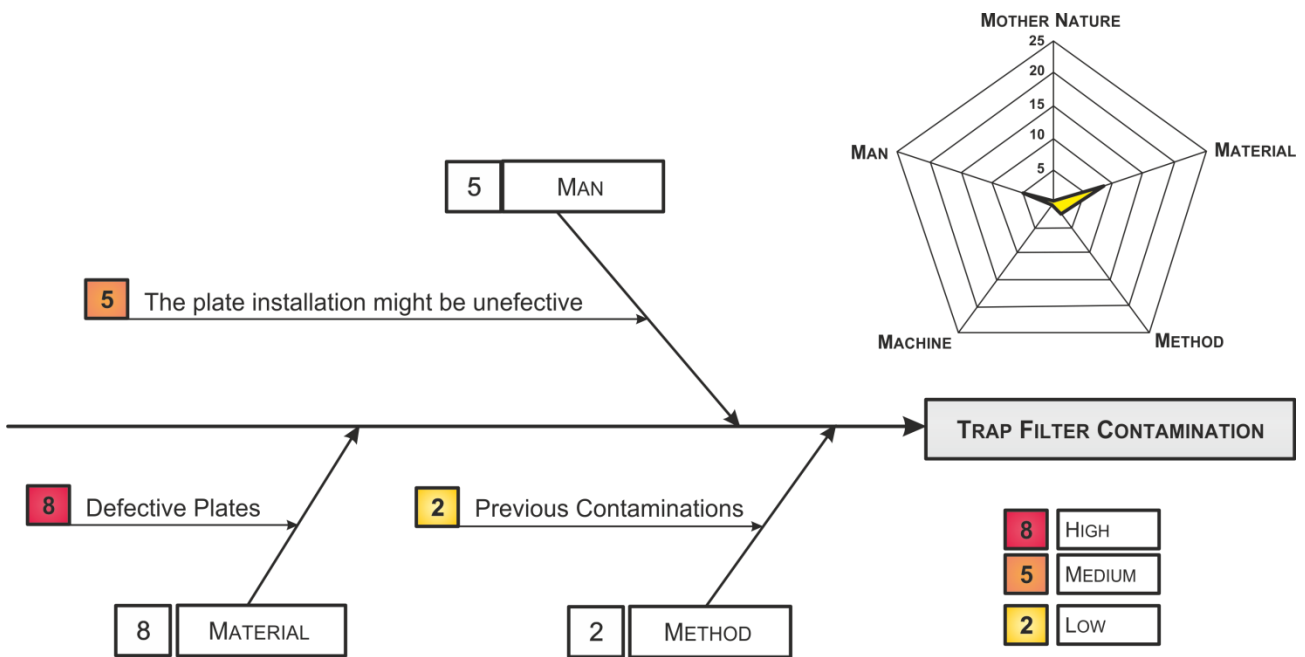 MOTHER NATURE
25
20
15
10
5
MAN
MATERIAL
MACHINE
METHOD
5 MAN
5 The plate installation might be unefective
TRAP FILTER CONTAMINATION
8 Defective Plates
2 Previous Contaminations
8 MATERIAL
2 METHOD
8 HIGH
5 MEDIUM
2 LOW